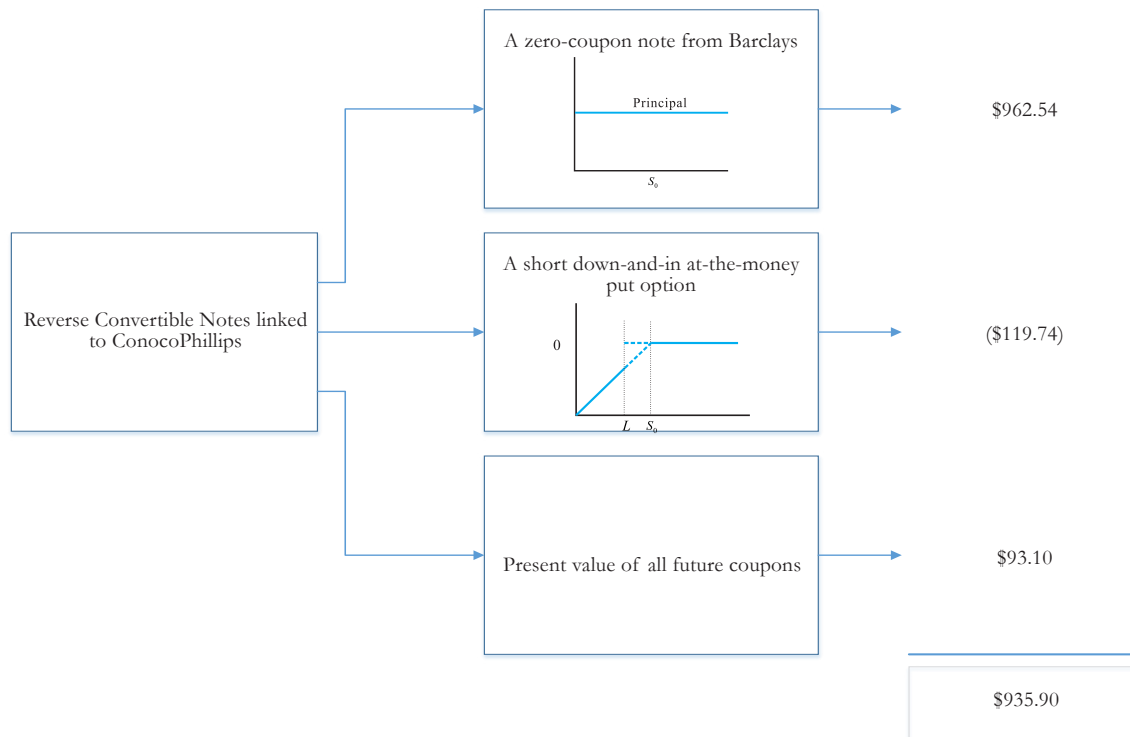 A zero-coupon note from Barclays
Principal
S₀
$962.54
Reverse Convertible Notes linked
to ConocoPhillips
A short down-and-in at-the-money
put option
0
L S₀
($119.74)
Present value of all future coupons
$93.10
$935.90